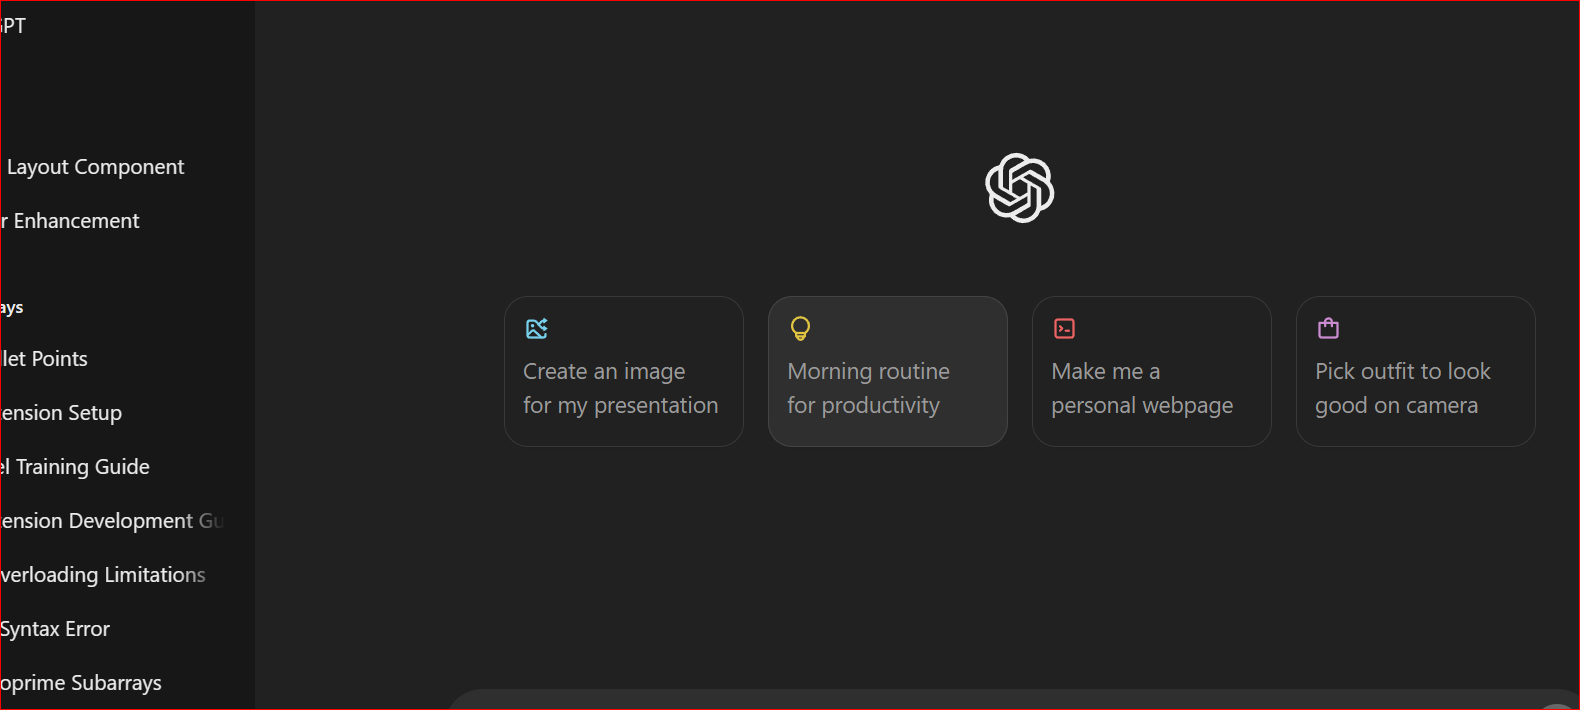 PT
Layout Component
r Enhancement
ays
let Points
ension Setup
el Training Guide
ension Development Gu
verloading Limitations
Syntax Error
oprime Subarrays
Create an image
for my presentation
Morning routine
for productivity
Make me a
personal webpage
Pick outfit to look
good on camera